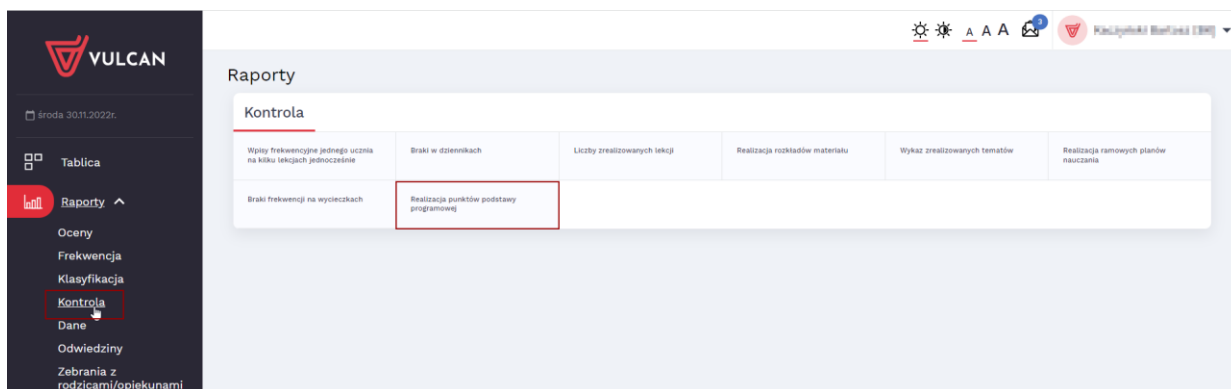 VULCAN
środa 30.11.2022r.
Tablica
Raporty
Oceny
Frekwencja
Klasyfikacja
Kontrola
Dane
Odwiedziny
Zebrania z
rodzicami/opiekunami
A A A
3
Raporty
Kontrola
Wpisy frekwencyjne jednego ucznia
na kilku lekcjach jednocześnie
Braki w dziennikach
Liczby zrealizowanych lekcji
Realizacja rozkładów materiału
Wykaz zrealizowanych tematów
Realizacja ramowych planów
nauczania
Braki frekwencji na wycieczkach
Realizacja punktów podstawy
programowej